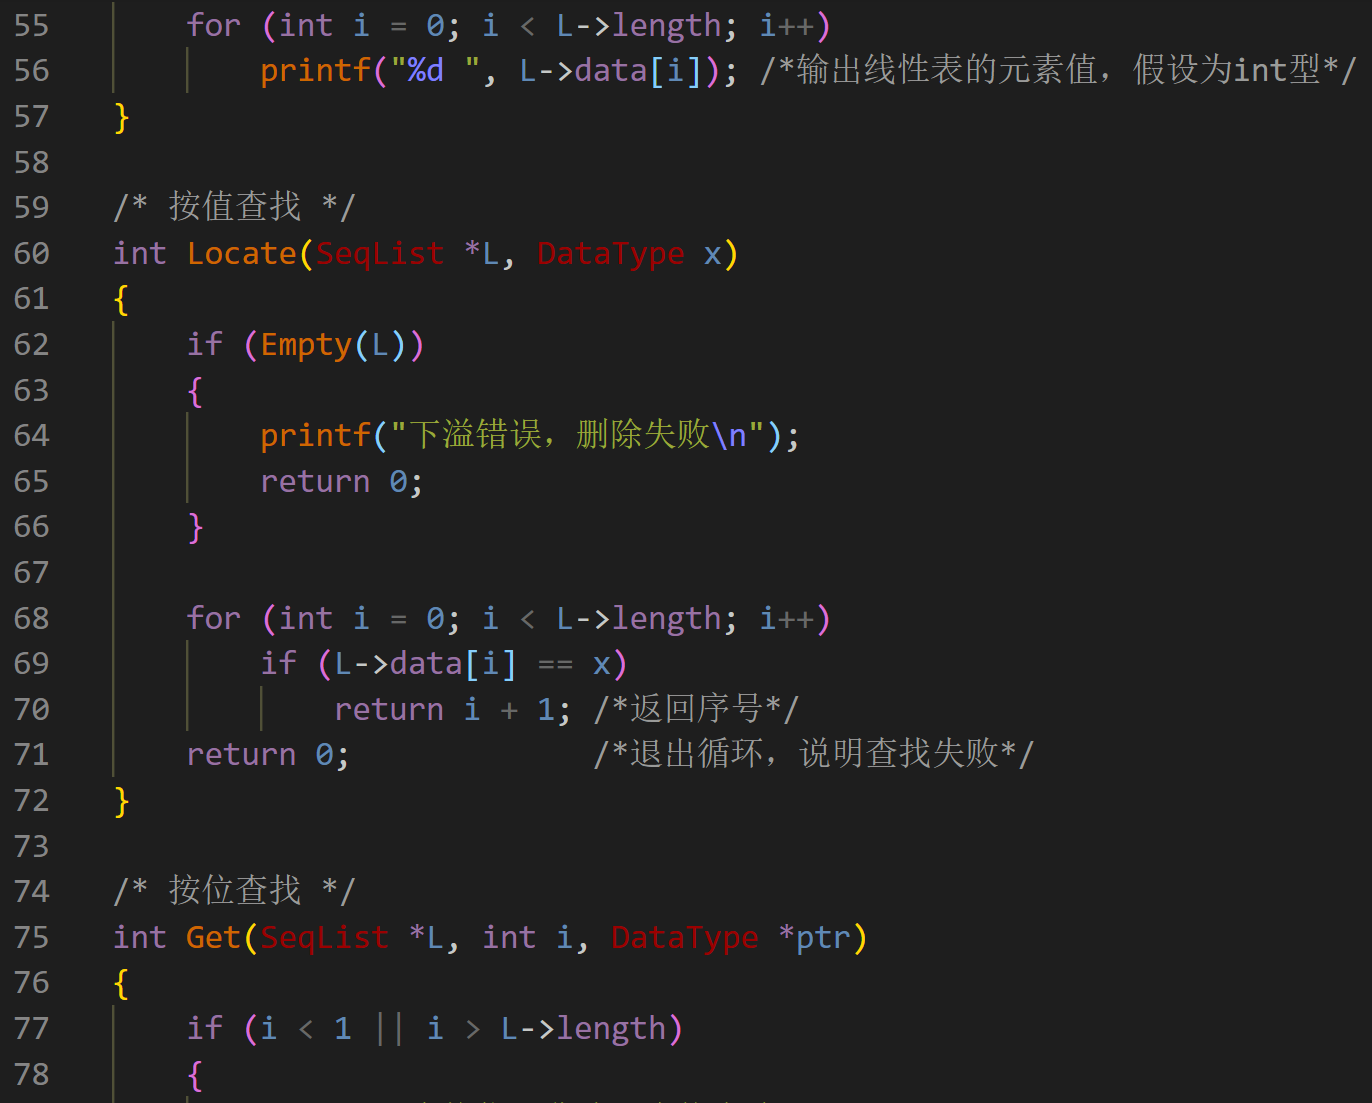 55 for (int i = 0; i < L->length; i++)
56 printf("%d ", L->data[i]); /*输出线性表的元素值，假设为int型*/
57 }
58
59 /* 按值查找 */
60 int Locate(SeqList *L, DataType x)
61 {
62 if (Empty(L))
63 {
64 printf("下溢错误，删除失败\n");
65 return 0;
66 }
67
68 for (int i = 0; i < L->length; i++)
69 if (L->data[i] == x)
70 return i + 1; /*返回序号*/
71 return 0; /*退出循环，说明查找失败*/
72 }
73
74 /* 按位查找 */
75 int Get(SeqList *L, int i, DataType *ptr)
76 {
77 if (i < 1 || i > L->length)
78 {